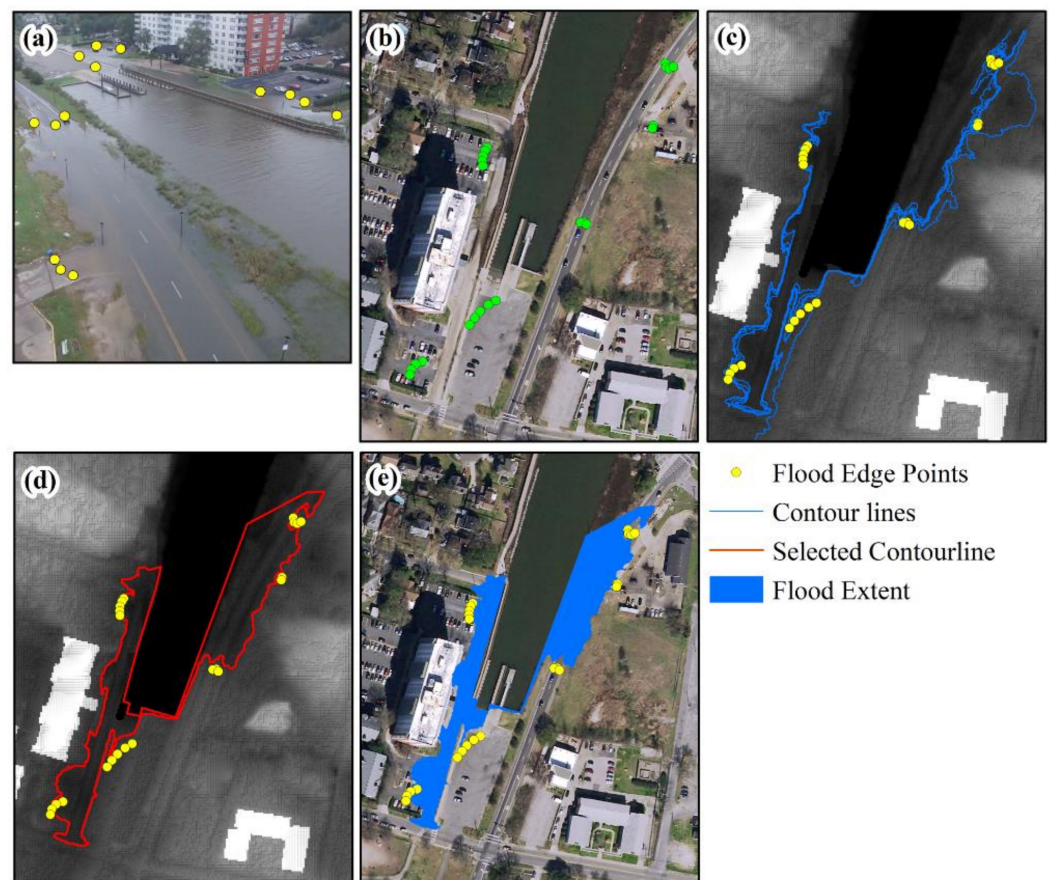 (a)
(b)
(c)
(d)
(e)
Flood Edge Points
Contour lines
Selected Contourline
Flood Extent